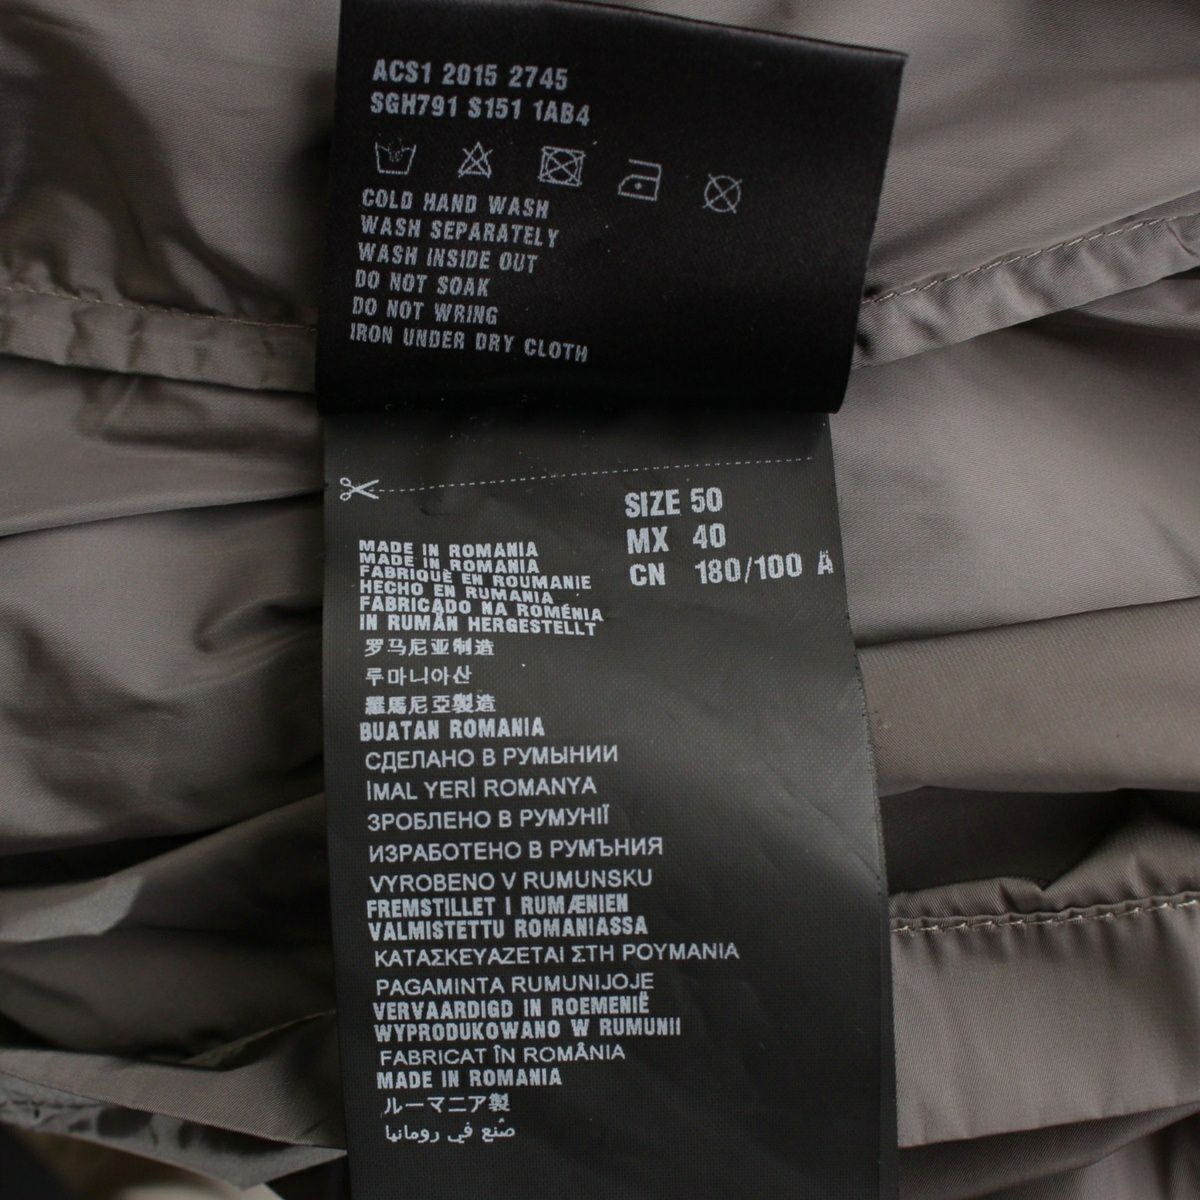 ACS1 2015 2745
SGH791 S151 1AB4
COLD HAND WASH
WASH SEPARATELY
WASH INSIDE OUT
DO NOT SOAK
DO NOT WRING
IRON UNDER DRY CLOTH
SIZE 50
MX 40
CN 180/100 A
MADE IN ROMANIA
MADE IN ROMANIA
FABRIQUÉ EN ROUMANIE
HECHO EN RUMANIA
FABRICADO NA ROMÉNIA
IN RUMÄN HERGESTELLT
罗马尼亚制造
루마니아산
羅馬尼亞製造
BUATAN ROMANIA
СДЕЛАНО В РУМЫНИИ
İMAL YERİ ROMANYA
ЗРОБЛЕНО В РУМУНІЇ
ИЗРАБОТЕНО В РУМЪНИЯ
VYROBENO V RUMUNSKU
FREMSTILLET I RUMÆNIEN
VALMISTETTU ROMANIASSA
ΚΑΤΑΣΚΕΥΑΖΕΤΑΙ ΣΤΗ ΡΟΥΜΑΝΙΑ
PAGAMINTA RUMUNIJOJE
VERVAARDIGD IN ROEMENIË
WYPRODUKOWANO W RUMUNII
FABRICAT ÎN ROMÂNIA
MADE IN ROMANIA
ルーマニア製
صنع في رومانيا